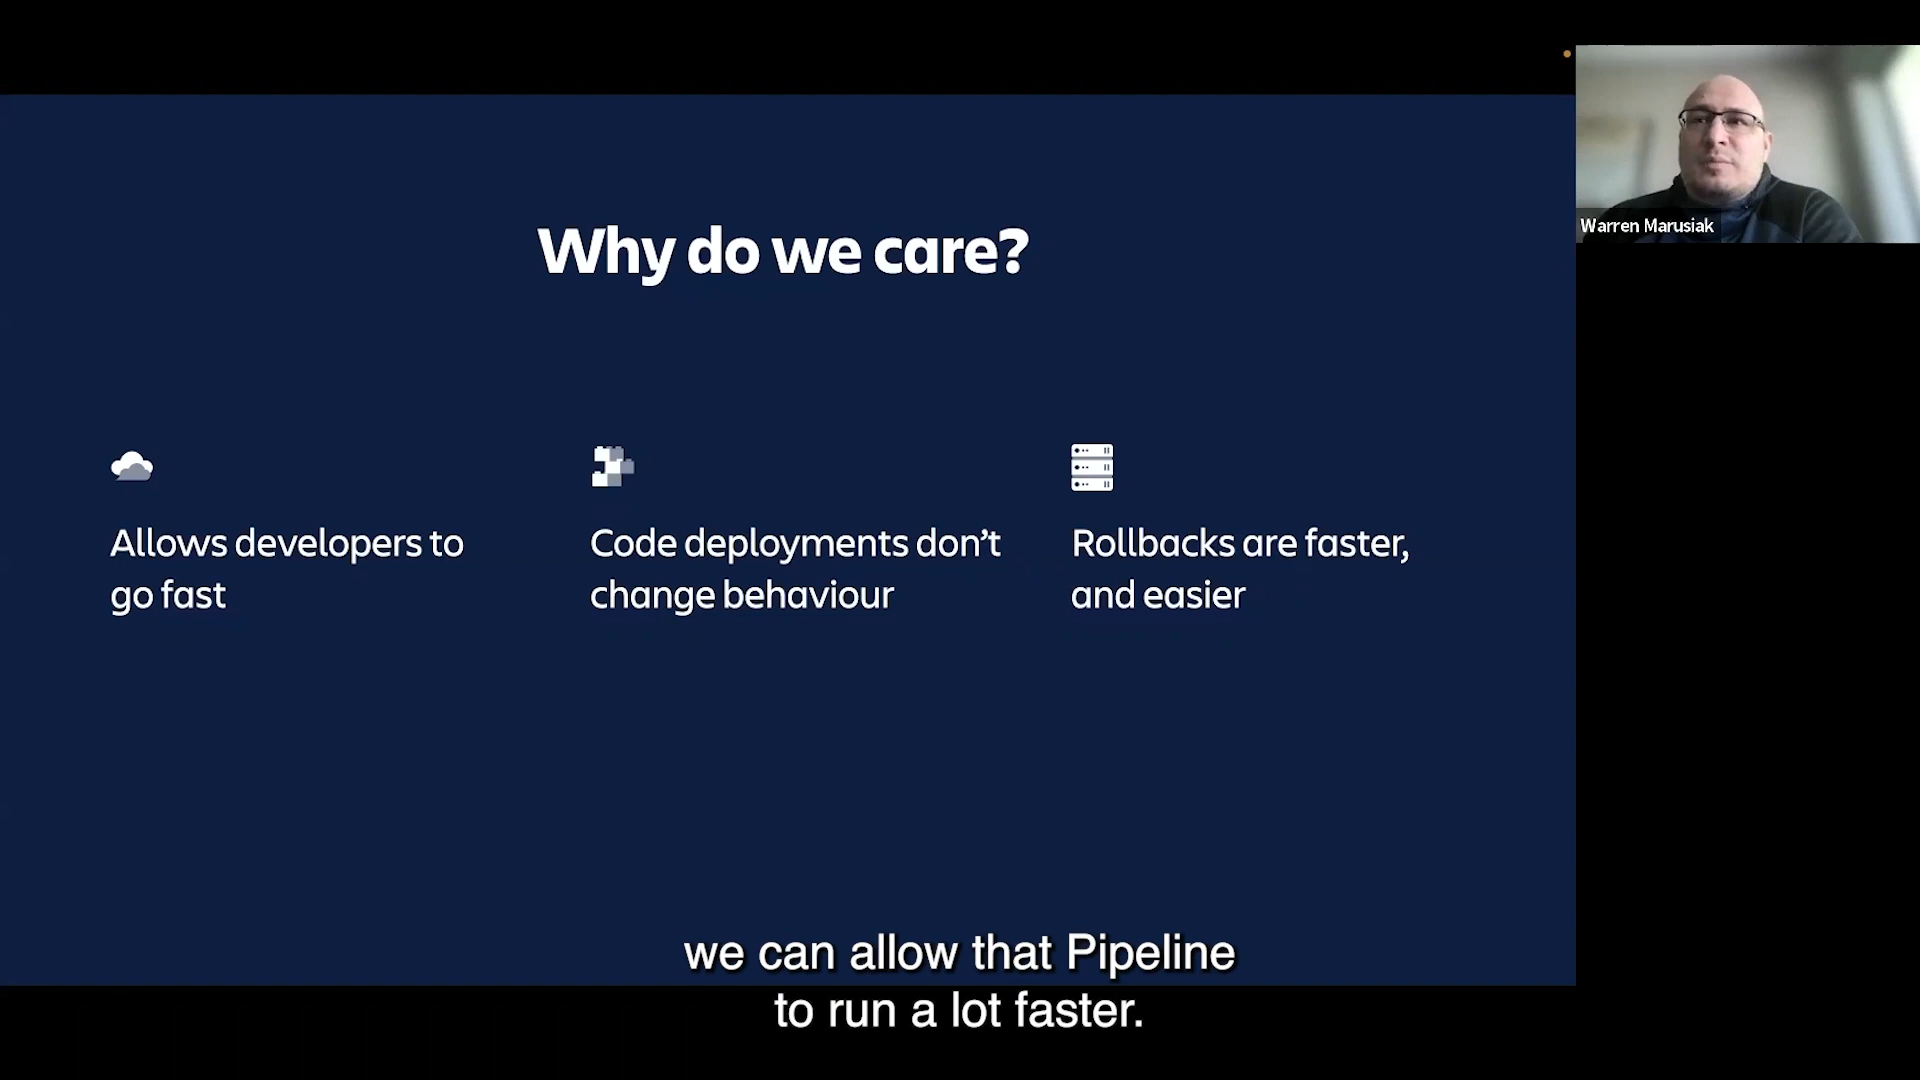 Warren Marusiak
Why do we care?
Allows developers to
go fast
Code deployments don’t
change behaviour
Rollbacks are faster,
and easier
we can allow that Pipeline
to run a lot faster.